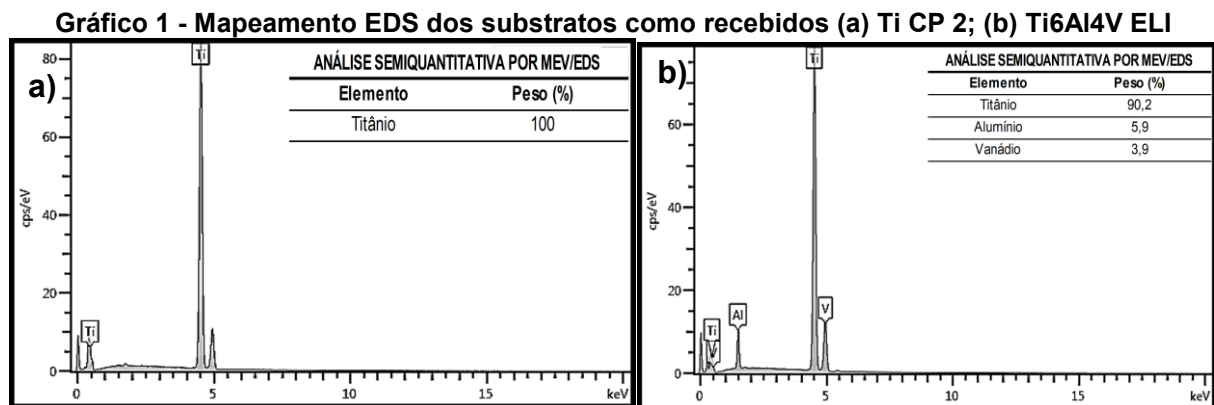 Gráfico 1 - Mapeamento EDS dos substratos como recebidos (a) Ti CP 2; (b) Ti6Al4V ELI
a)
ANÁLISE SEMIQUANTITATIVA POR MEV/EDS
Elemento Peso (%)
Titânio 100
Ti
Ti
80
60
40
20
0
cps/eV
0 5 10 15 keV
b)
ANÁLISE SEMIQUANTITATIVA POR MEV/EDS
Elemento Peso (%)
Titânio 90,2
Alumínio 5,9
Vanádio 3,9
Ti
Al
V
Ti
V
60
40
20
0
cps/eV
0 5 10 15 keV